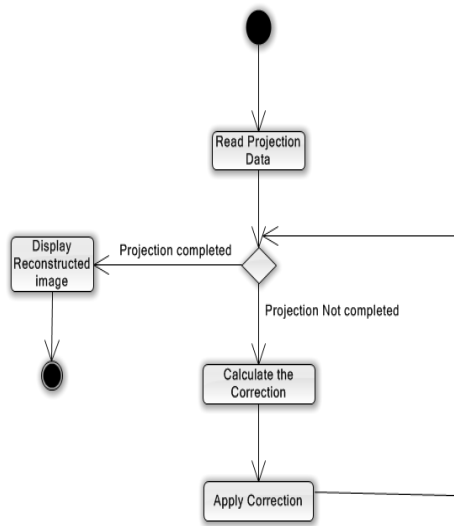 Read Projection
Data
Display
Reconstructed
image
Projection completed
Projection Not completed
Calculate the
Correction
Apply Correction